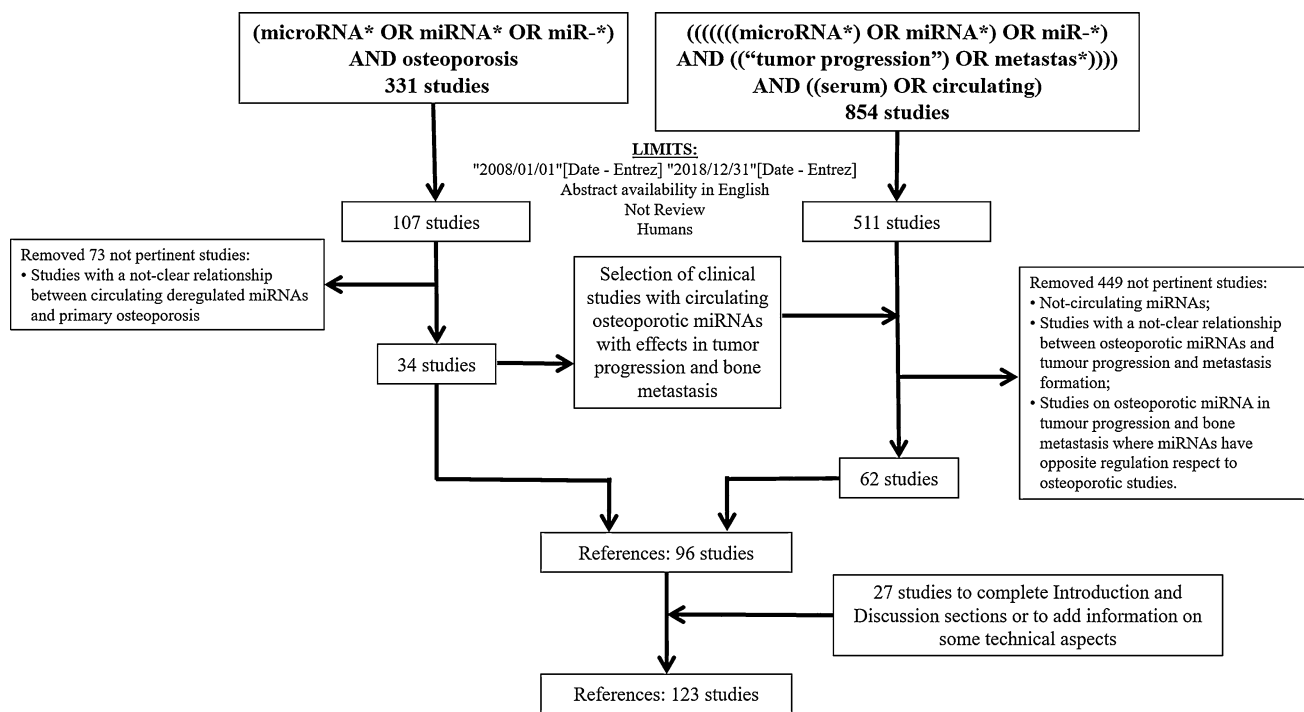 (microRNA* OR miRNA* OR miR-*)
AND osteoporosis
331 studies
(((((((microRNA*) OR miRNA*) OR miR-*)
AND ((“tumor progression”) OR metastas*))))
AND ((serum) OR circulating)
854 studies
LIMITS:
"2008/01/01"[Date - Entrez] "2018/12/31"[Date - Entrez]
Abstract availability in English
Not Review
Humans
107 studies
511 studies
Removed 73 not pertinent studies:
• Studies with a not-clear relationship
between circulating deregulated miRNAs
and primary osteoporosis
Selection of clinical
studies with circulating
osteoporotic miRNAs
with effects in tumor
progression and bone
metastasis
Removed 449 not pertinent studies:
• Not-circulating miRNAs;
• Studies with a not-clear relationship
between osteoporotic miRNAs and
tumour progression and metastasis
formation;
• Studies on osteoporotic miRNA in
tumour progression and bone
metastasis where miRNAs have
opposite regulation respect to
osteoporotic studies.
34 studies
62 studies
References: 96 studies
27 studies to complete Introduction and
Discussion sections or to add information on
some technical aspects
References: 123 studies